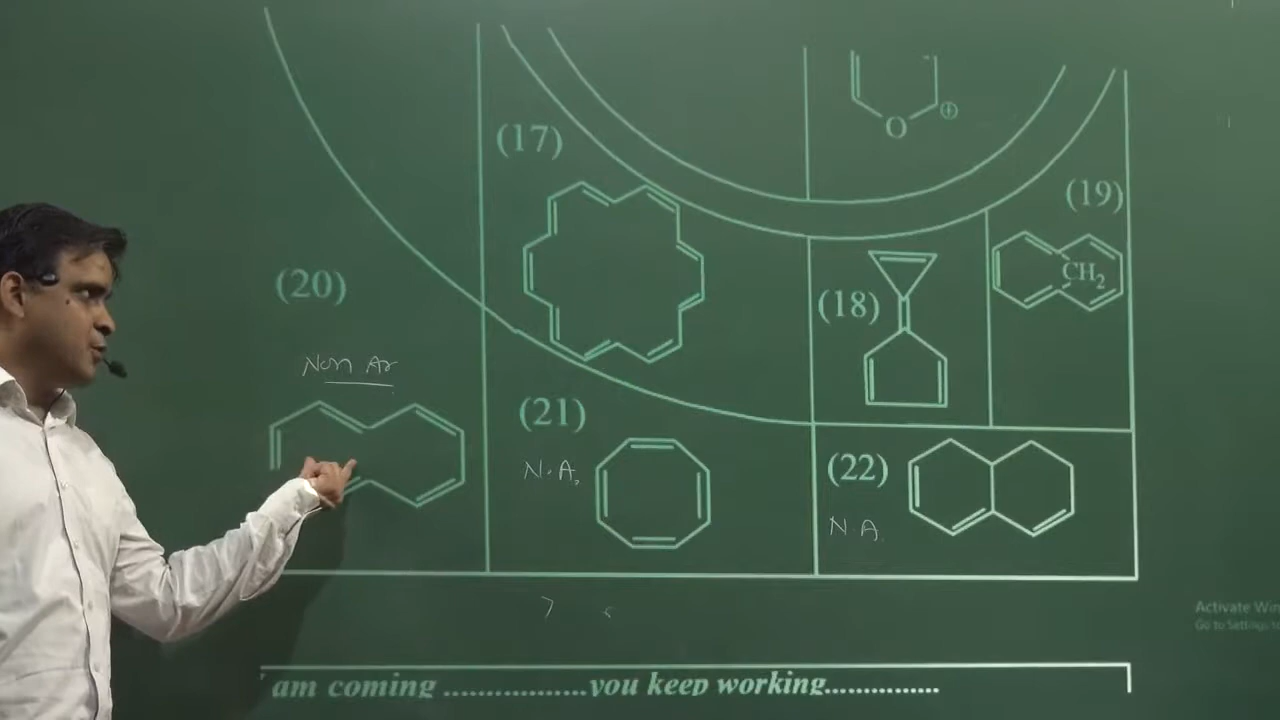 O
⊕
(17)
(19)
CH2
(18)
(20)
Non Ar
(21)
N.A.
(22)
N.A.
am coming ................you keep working...............
Activate Win
Go to Settings to